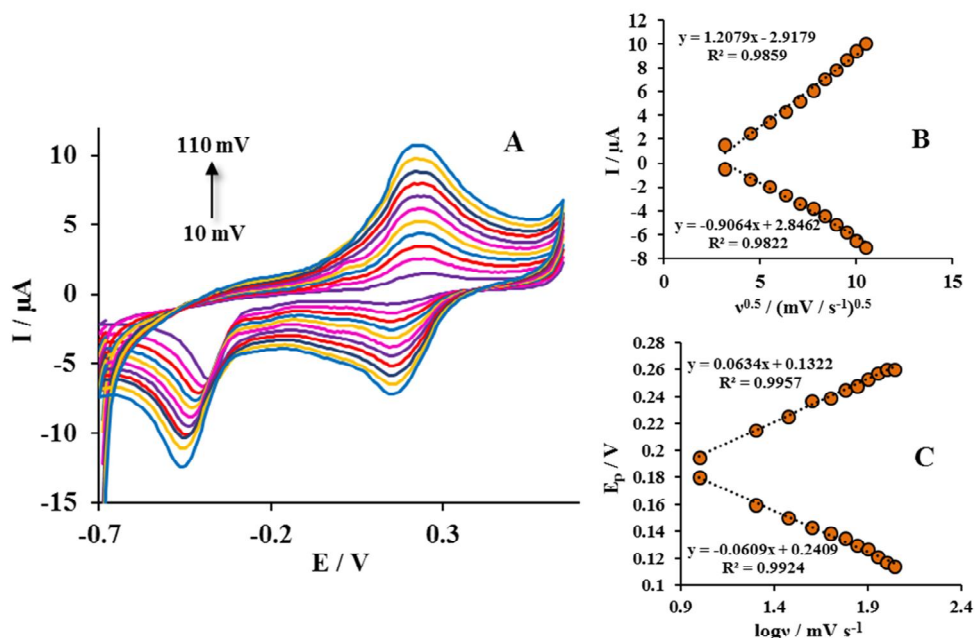 A
110 mV
10 mV
10
5
0
-5
-10
-15
I / µA
-0.7
-0.2
0.3
E / V
B
y = 1.2079x - 2.9179
R² = 0.9859
12
10
8
6
4
2
0
-2
-4
-6
-8
I / µA
y = -0.9064x + 2.8462
R² = 0.9822
0
5
10
15
ν⁰·⁵ / (mV / s⁻¹)⁰·⁵
C
y = 0.0634x + 0.1322
R² = 0.9957
0.28
0.26
0.24
0.22
0.2
0.18
0.16
0.14
0.12
0.1
Eₚ / V
y = -0.0609x + 0.2409
R² = 0.9924
0.9
1.4
1.9
2.4
logν / mV s⁻¹